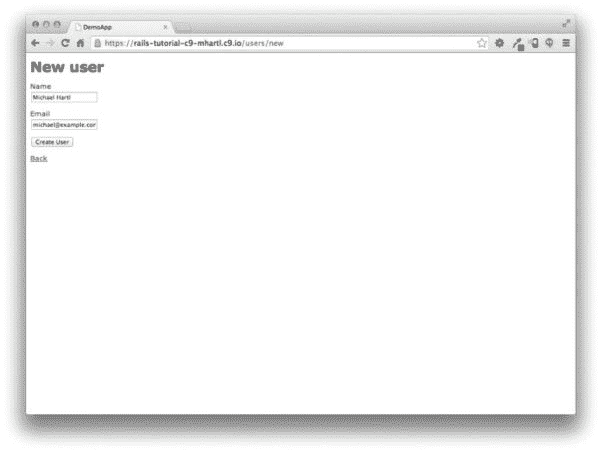 DemoApp
https://rails-tutorial-c9-mhartl.c9.io/users/new
New user
Name
Michael Hartl
Email
michael@example.com
Create User
Back